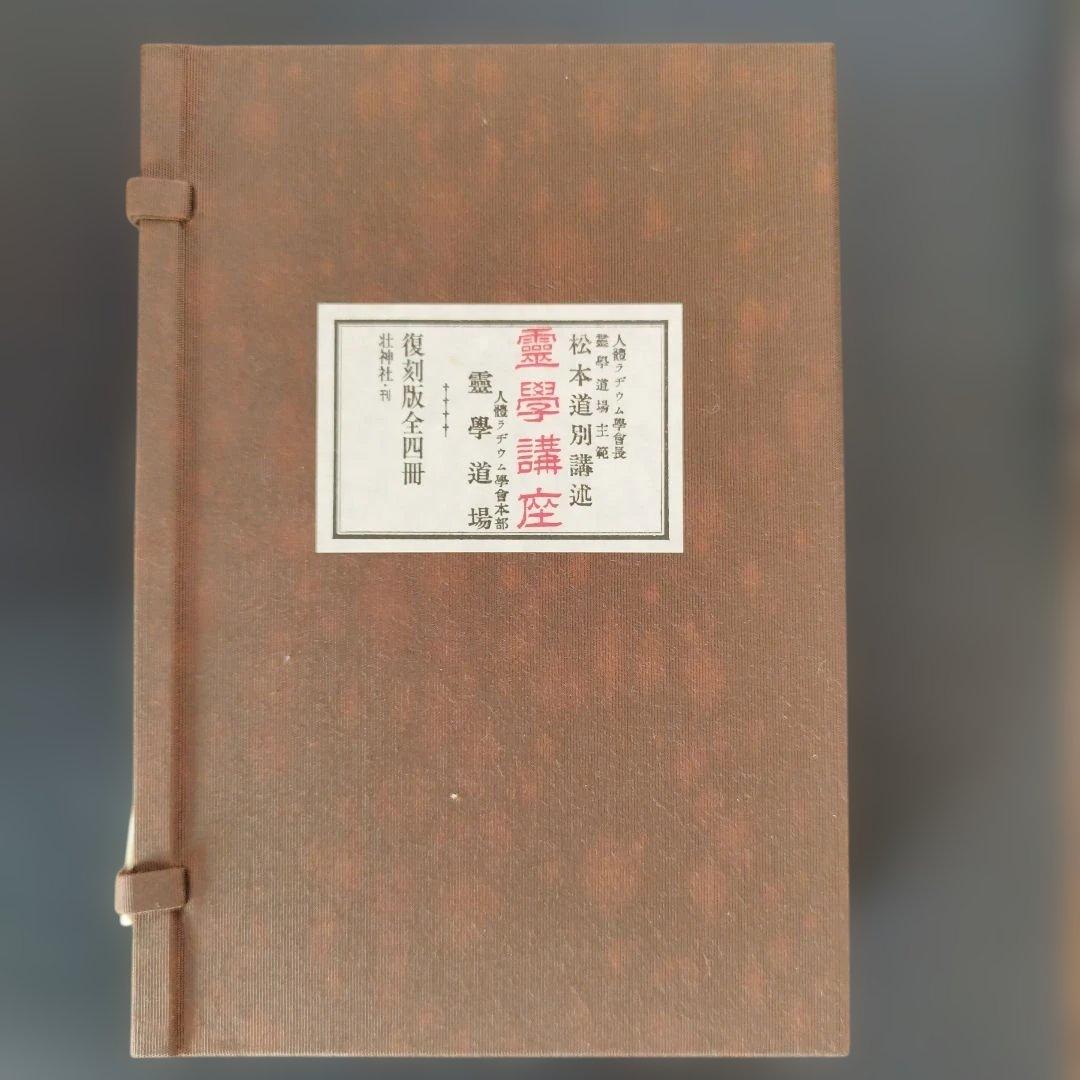 人體ラヂウム學會長
靈學道場主範
松本道別講述
靈學講座
人體ラヂウム學會本部
靈學道場
††††
復刻版全四冊
壮神社・刊